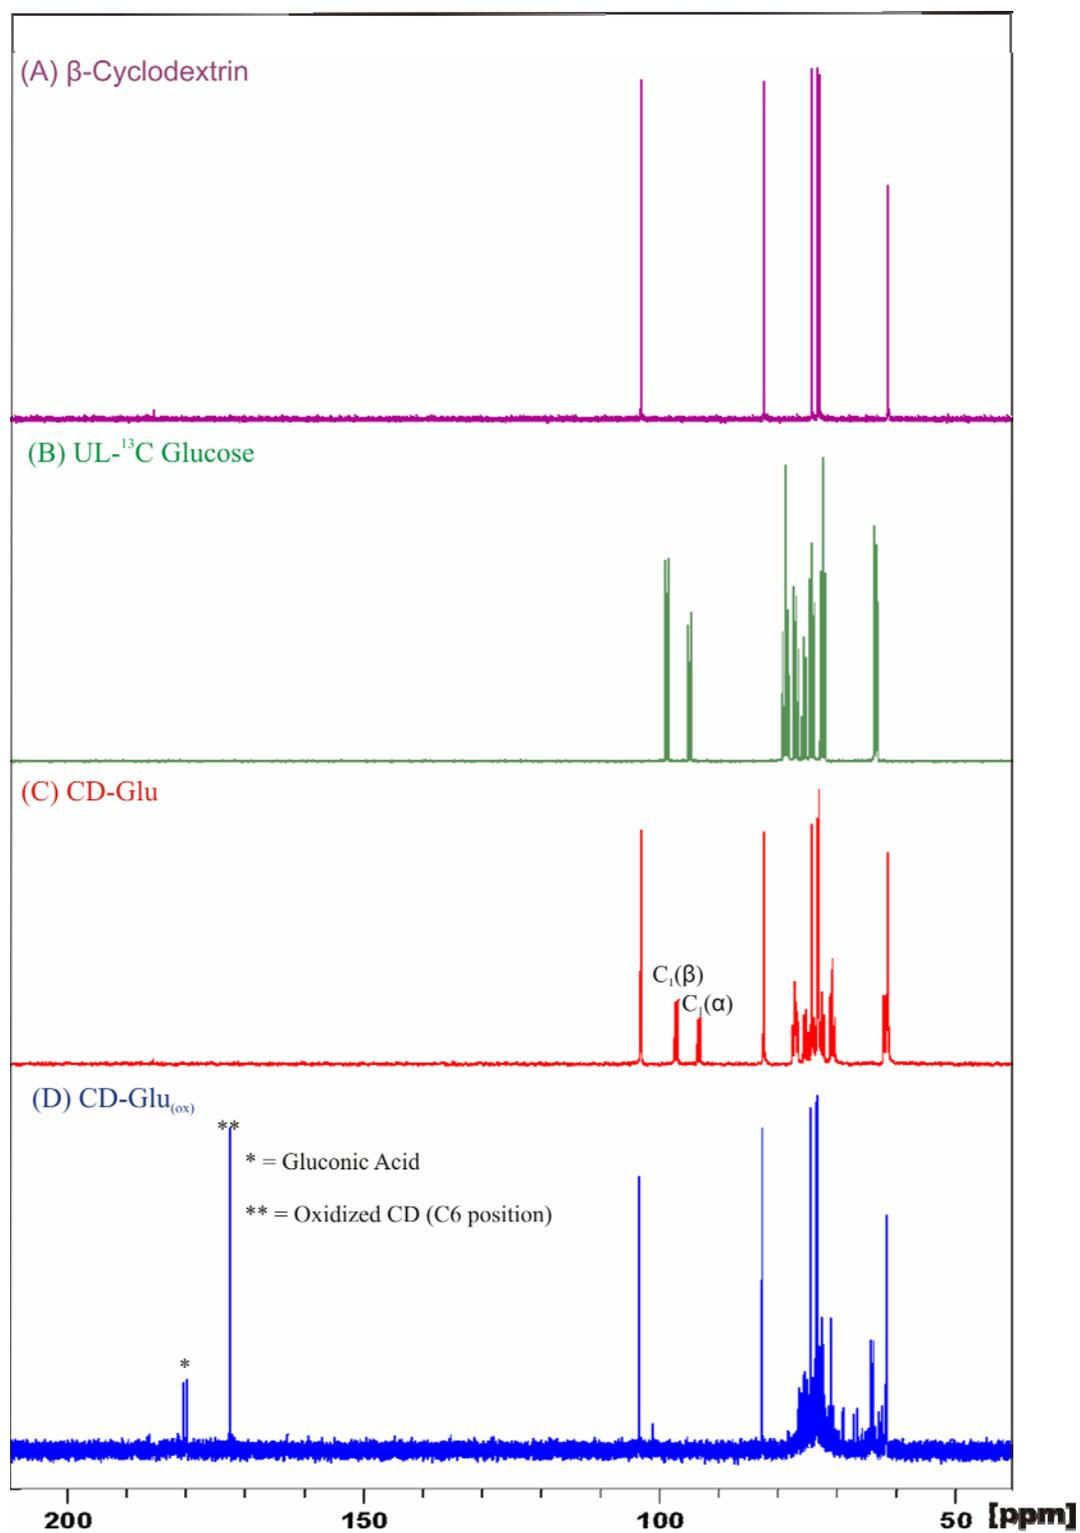 (A) β-Cyclodextrin
(B) UL-¹³C Glucose
(C) CD-Glu
C₁(β)
C₁(α)
(D) CD-Glu₍ox₎
**
* = Gluconic Acid
** = Oxidized CD (C6 position)
*
200 150 100 50 [ppm]